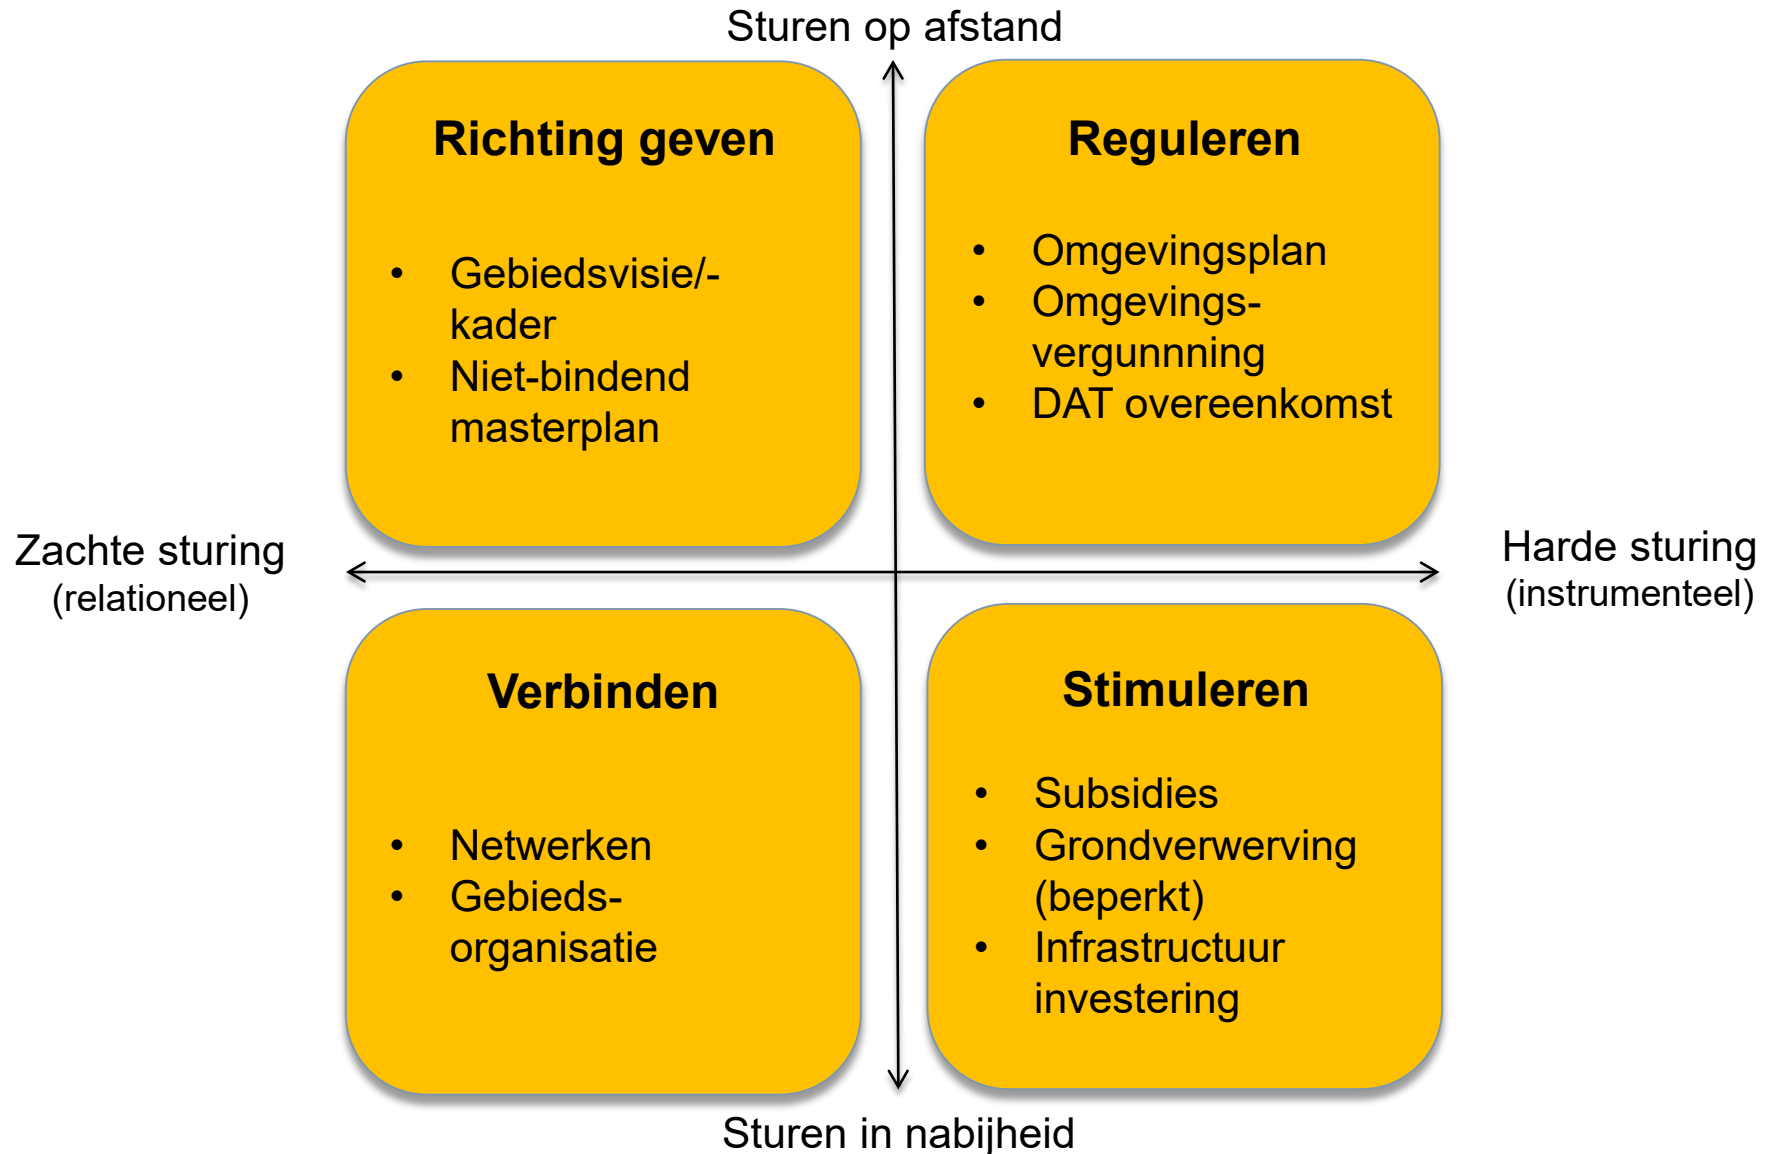 Sturen op afstand
Richting geven
• Gebiedsvisie/-
kader
• Niet-bindend
masterplan
Reguleren
• Omgevingsplan
• Omgevings-
vergunnning
• DAT overeenkomst
Zachte sturing
(relationeel)
Harde sturing
(instrumenteel)
Verbinden
• Netwerken
• Gebieds-
organisatie
Stimuleren
• Subsidies
• Grondverwerving
(beperkt)
• Infrastructuur
investering
Sturen in nabijheid